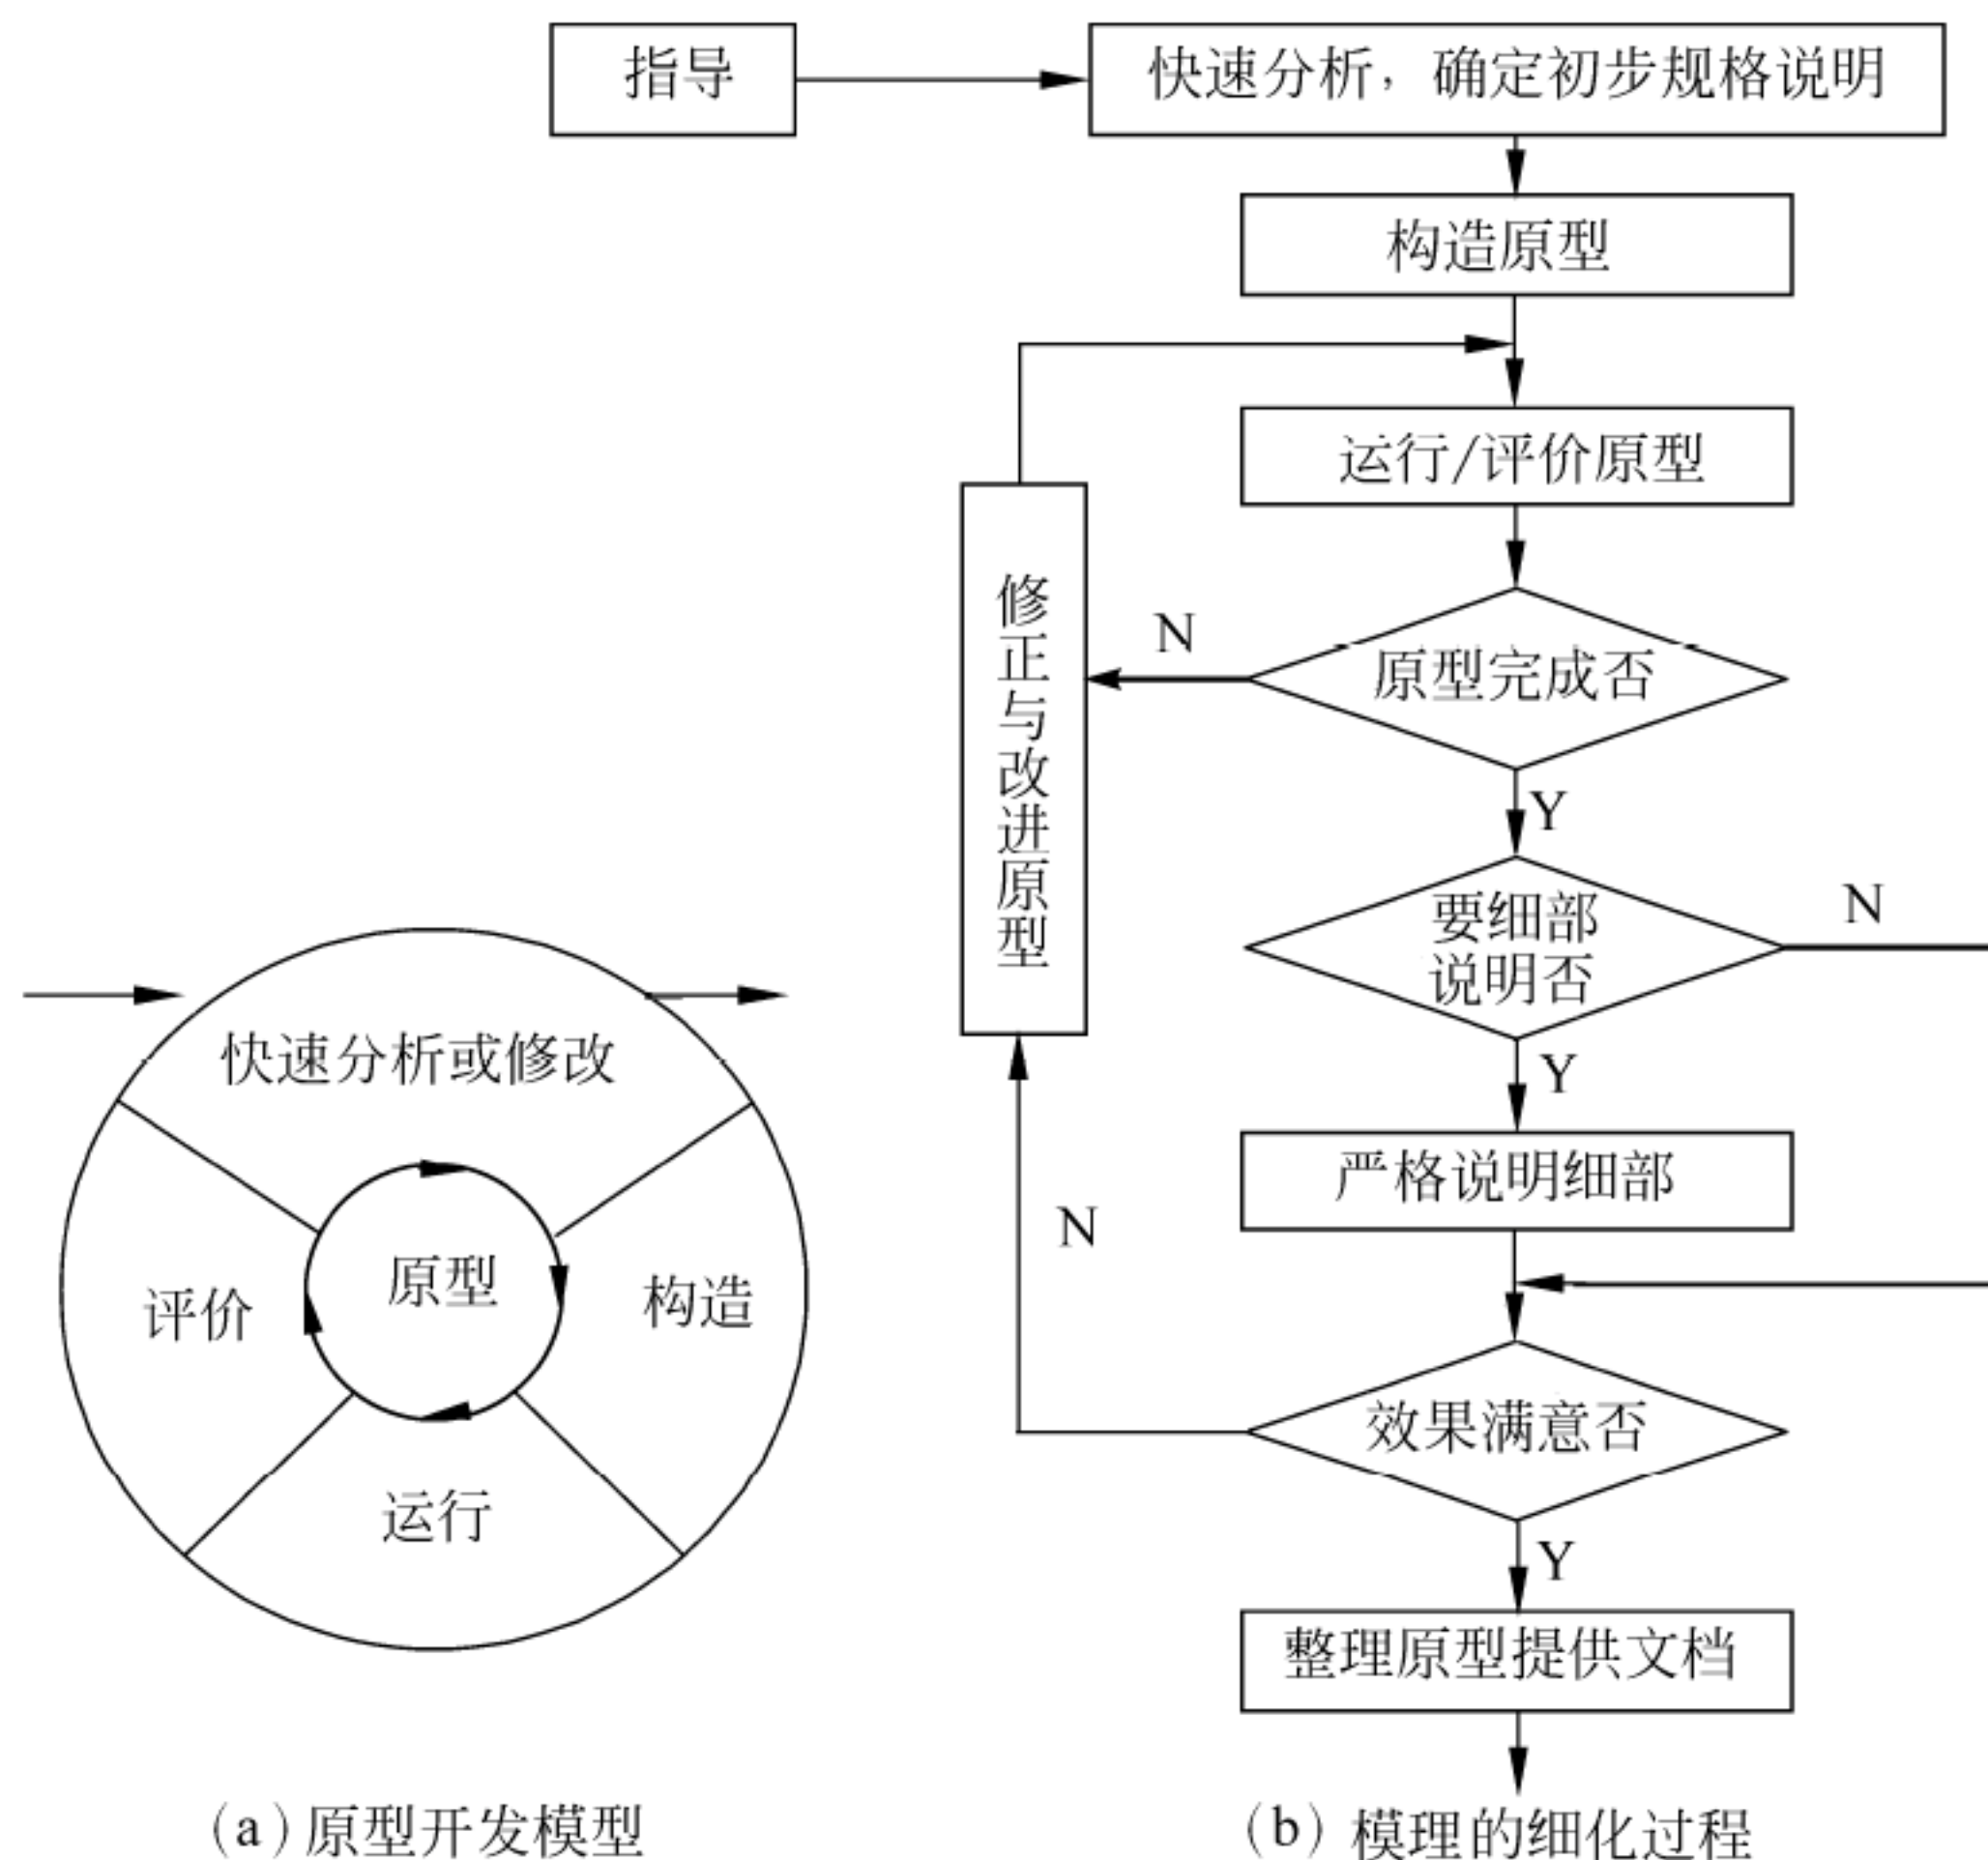 指导
快速分析，确定初步规格说明
构造原型
运行/评价原型
修正与改进原型
N
原型完成否
Y
要细部
说明否
N
Y
严格说明细部
N
效果满意否
Y
整理原型提供文档
快速分析或修改
原型
评价
构造
运行
(a)原型开发模型
(b) 模理的细化过程